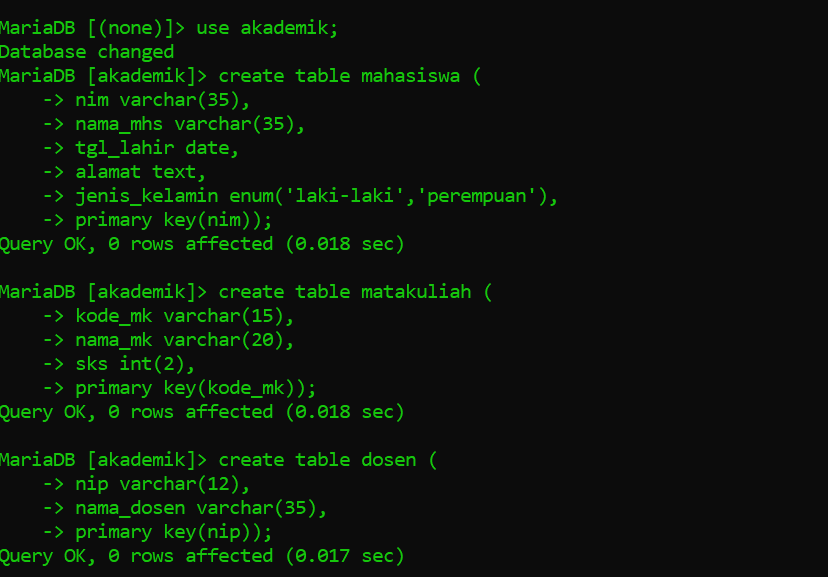 MariaDB [(none)]> use akademik;
Database changed
MariaDB [akademik]> create table mahasiswa (
    -> nim varchar(35),
    -> nama_mhs varchar(35),
    -> tgl_lahir date,
    -> alamat text,
    -> jenis_kelamin enum('laki-laki','perempuan'),
    -> primary key(nim));
Query OK, 0 rows affected (0.018 sec)

MariaDB [akademik]> create table matakuliah (
    -> kode_mk varchar(15),
    -> nama_mk varchar(20),
    -> sks int(2),
    -> primary key(kode_mk));
Query OK, 0 rows affected (0.018 sec)

MariaDB [akademik]> create table dosen (
    -> nip varchar(12),
    -> nama_dosen varchar(35),
    -> primary key(nip));
Query OK, 0 rows affected (0.017 sec)